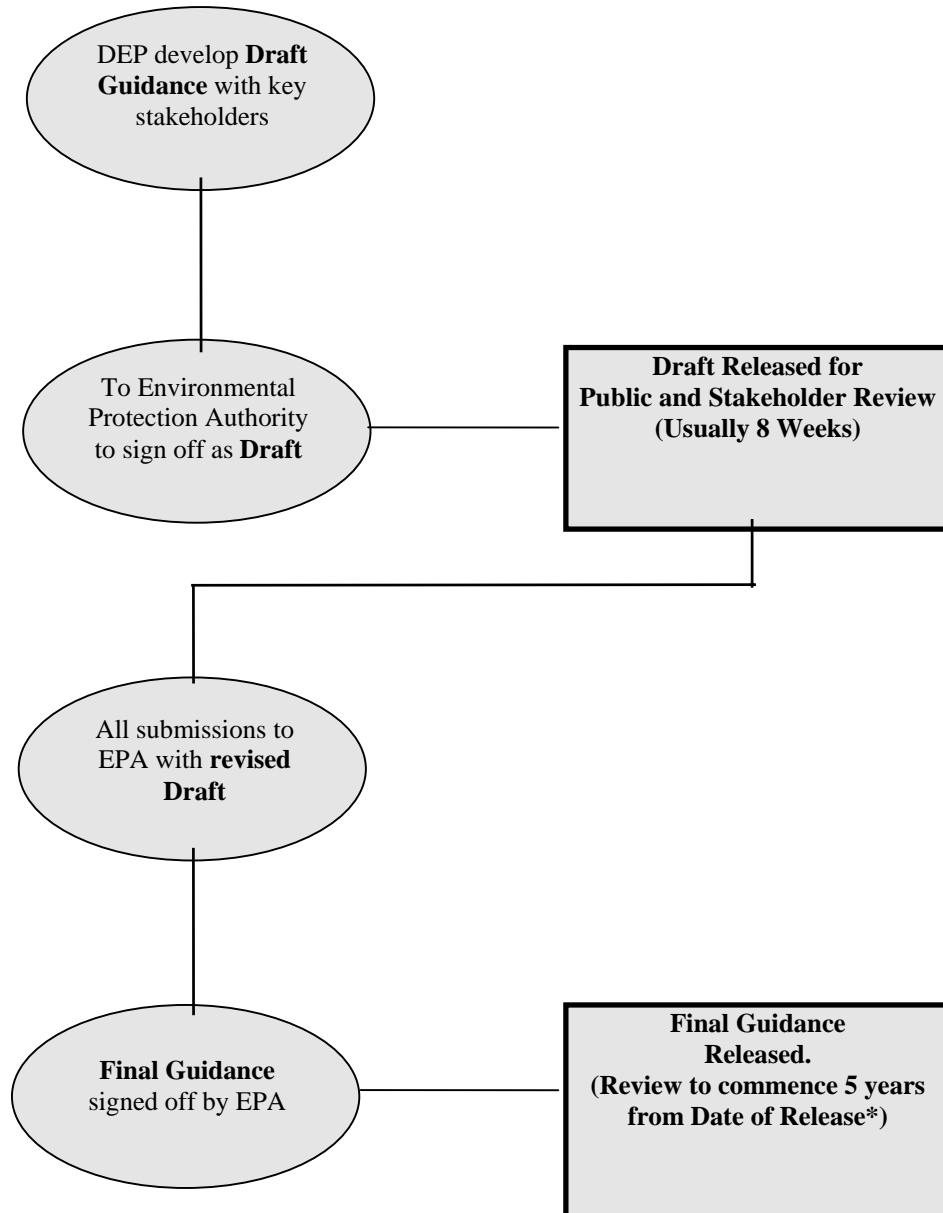 DEP develop Draft
Guidance with key
stakeholders
To Environmental
Protection Authority
to sign off as Draft
Draft Released for
Public and Stakeholder Review
(Usually 8 Weeks)
All submissions to
EPA with revised
Draft
Final Guidance
signed off by EPA
Final Guidance
Released.
(Review to commence 5 years
from Date of Release*)